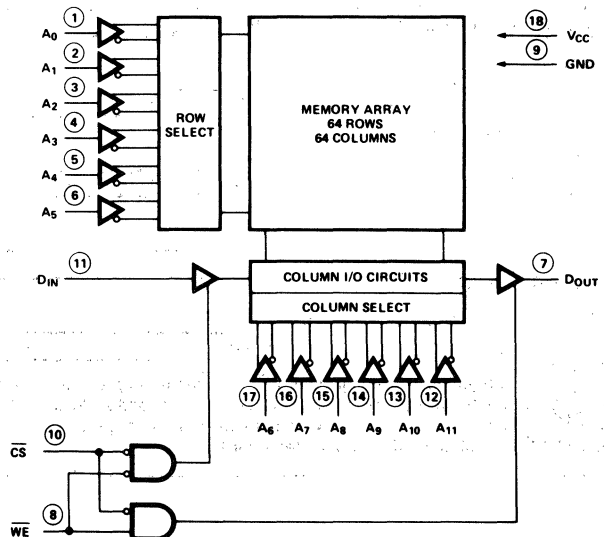 1
A0
2
A1
3
A2
4
A3
5
A4
6
A5
ROW
SELECT
MEMORY ARRAY
64 ROWS
64 COLUMNS
18
VCC
9
GND
11
DIN
COLUMN I/O CIRCUITS
COLUMN SELECT
7
DOUT
17 16 15 14 13 12
A6 A7 A8 A9 A10 A11
10
CS
8
WE